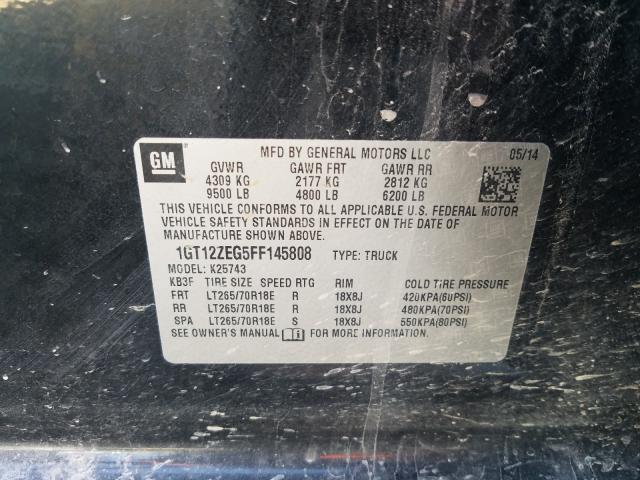 GM
MFD BY GENERAL MOTORS LLC 05/14
GVWR GAWR FRT GAWR RR
4309 KG 2177 KG 2812 KG
9500 LB 4800 LB 6200 LB
THIS VEHICLE CONFORMS TO ALL APPLICABLE U.S. FEDERAL MOTOR
VEHICLE SAFETY STANDARDS IN EFFECT ON THE DATE OF
MANUFACTURE SHOWN ABOVE.
1GT12ZEG5FF145808 TYPE: TRUCK
MODEL: K25743
KB3F TIRE SIZE SPEED RTG RIM COLD TIRE PRESSURE
FRT LT265/70R18E R 18X8J 420KPA(60PSI)
RR LT265/70R18E R 18X8J 480KPA(70PSI)
SPA LT265/70R18E S 18X8J 550KPA(80PSI)
SEE OWNER'S MANUAL FOR MORE INFORMATION.